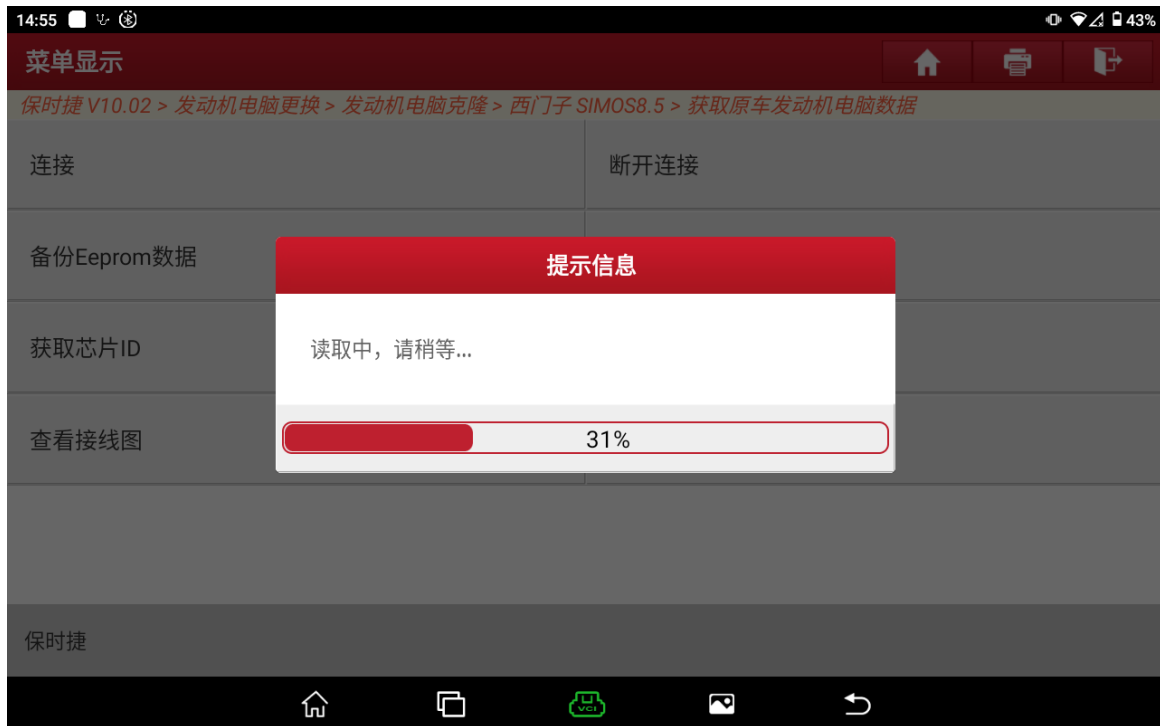 14:55 43%
菜单显示
保时捷 V10.02 > 发动机电脑更换 > 发动机电脑克隆 > 西门子 SIMOS8.5 > 获取原车发动机电脑数据
连接 断开连接
备份Eeprom数据
提示信息
获取芯片ID
读取中，请稍等...
查看接线图
31%
保时捷
VCI